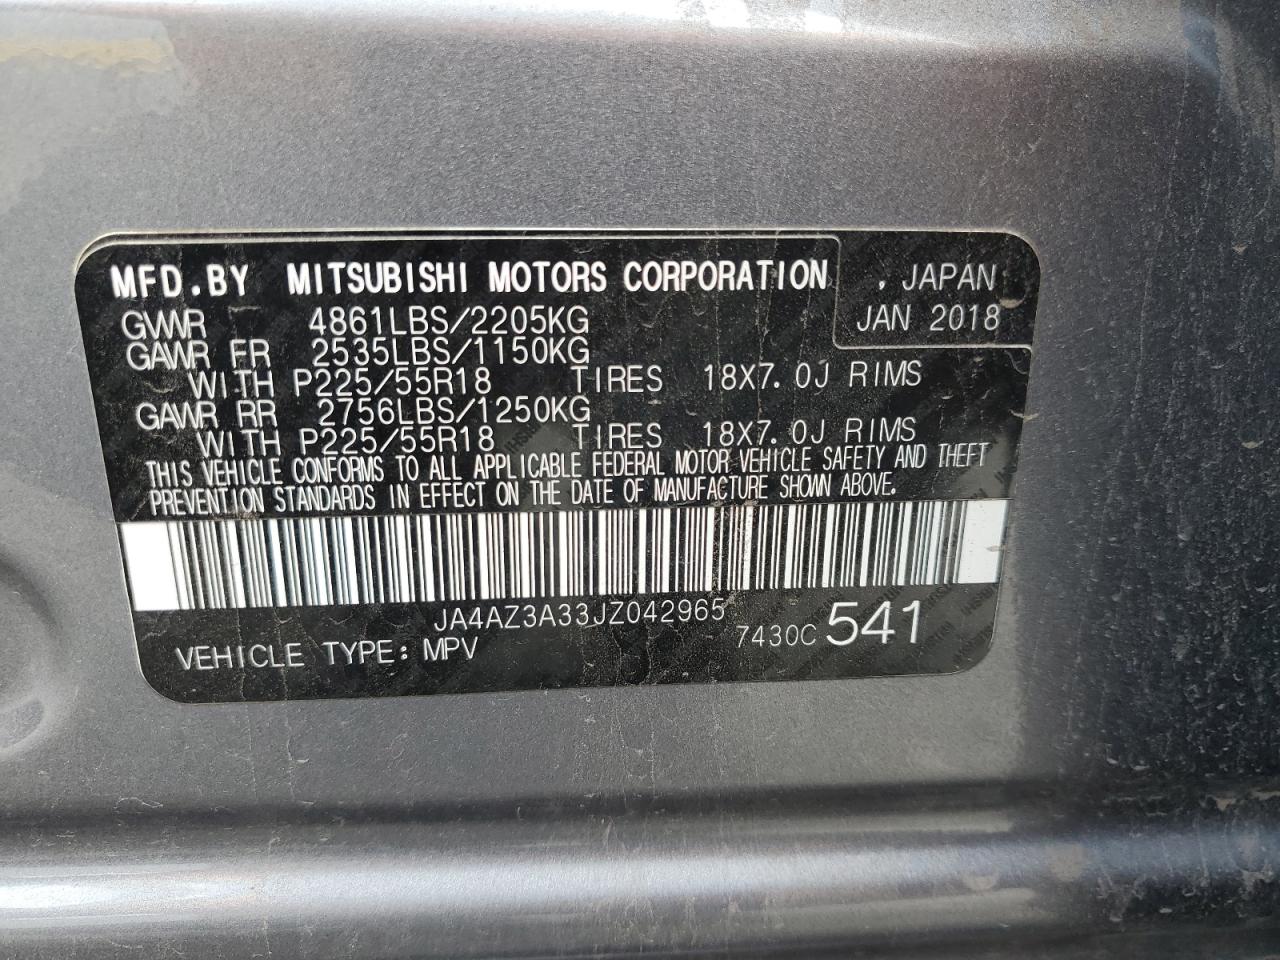 MFD.BY MITSUBISHI MOTORS CORPORATION , JAPAN
GVWR 4861LBS/2205KG JAN 2018
GAWR FR 2535LBS/1150KG
WITH P225/55R18 TIRES 18X7.0J RIMS
GAWR RR 2756LBS/1250KG
WITH P225/55R18 TIRES 18X7.0J RIMS
THIS VEHICLE CONFORMS TO ALL APPLICABLE FEDERAL MOTOR VEHICLE SAFETY AND THEFT
PREVENTION STANDARDS IN EFFECT ON THE DATE OF MANUFACTURE SHOWN ABOVE.
JA4AZ3A33JZ042965
7430C 541
VEHICLE TYPE: MPV